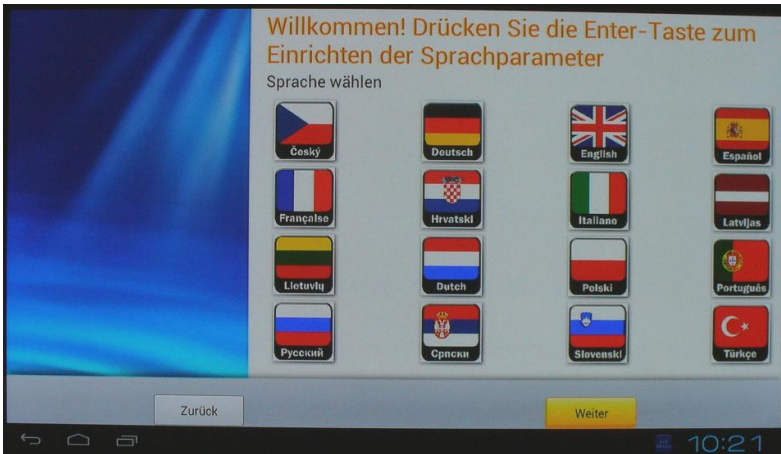 Willkommen! Drücken Sie die Enter-Taste zum
Einrichten der Sprachparameter
Sprache wählen
Český Deutsch English Español
Française Hrvatski Italiano Latvijas
Lietuvių Dutch Polski Português
Русский Српски Slovenski Türkçe
Zurück Weiter
10:21